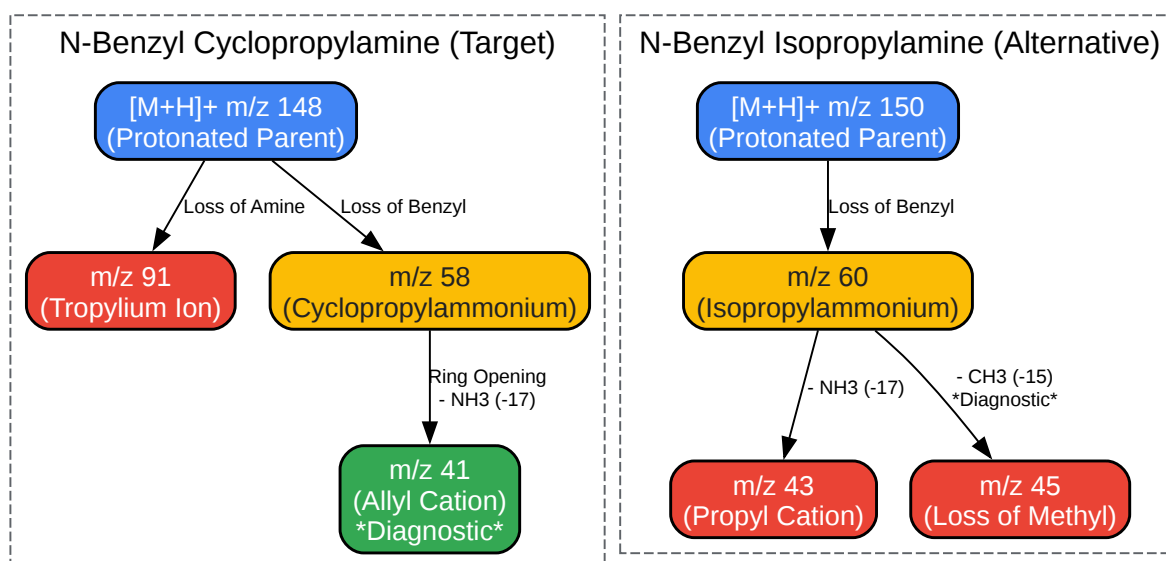 N-Benzyl Cyclopropylamine (Target)
[M+H]+ m/z 148
(Protonated Parent)
Loss of Amine
Loss of Benzyl
m/z 91
(Tropylium Ion)
m/z 58
(Cyclopropylammonium)
Ring Opening
- NH3 (-17)
m/z 41
(Allyl Cation)
*Diagnostic*
N-Benzyl Isopropylamine (Alternative)
[M+H]+ m/z 150
(Protonated Parent)
Loss of Benzyl
m/z 60
(Isopropylammonium)
- NH3 (-17)
- CH3 (-15)
*Diagnostic*
m/z 43
(Propyl Cation)
m/z 45
(Loss of Methyl)